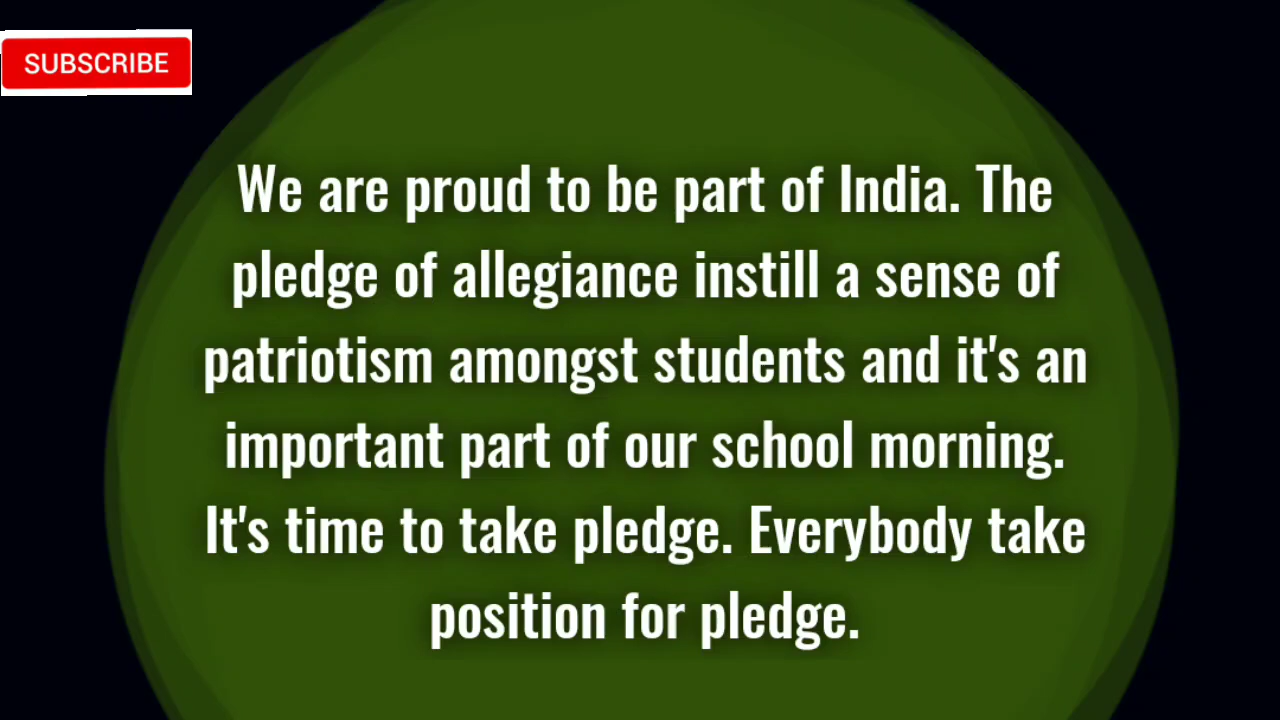 SUBSCRIBE
We are proud to be part of India. The
pledge of allegiance instill a sense of
patriotism amongst students and it's an
important part of our school morning.
It's time to take pledge. Everybody take
position for pledge.